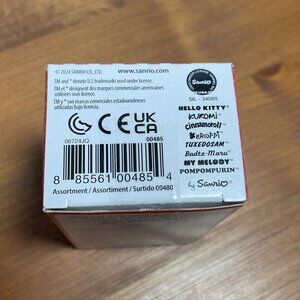 © 2024 SANRIO CO., LTD. www.sanrio.com
TM and ® denote U.S trademarks used under license.
TM et ® désignent des marques commerciales américaines
utilisées sous licence.
TM y ® son marcas comerciales estadounidenses
utilizadas bajo licencia.
CE UK
CA
06724JQ
00485
8 85561 00485 4
Assortment / Assortiment / Surtido 00480
Sanrio
S/L - 34089
HELLO KITTY
KUROMI
cinnamoroll
KEROPPI
TUXEDOSAM
Badtz-Maru
MY MELODY
POMPOMPURIN
by Sanrio